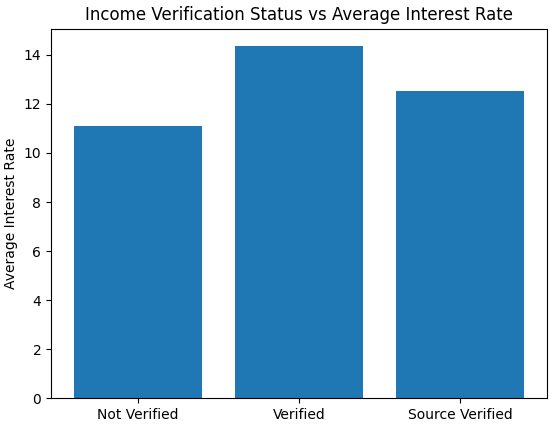 Income Verification Status vs Average Interest Rate
Average Interest Rate
14
12
10
8
6
4
2
0
Not Verified
Verified
Source Verified